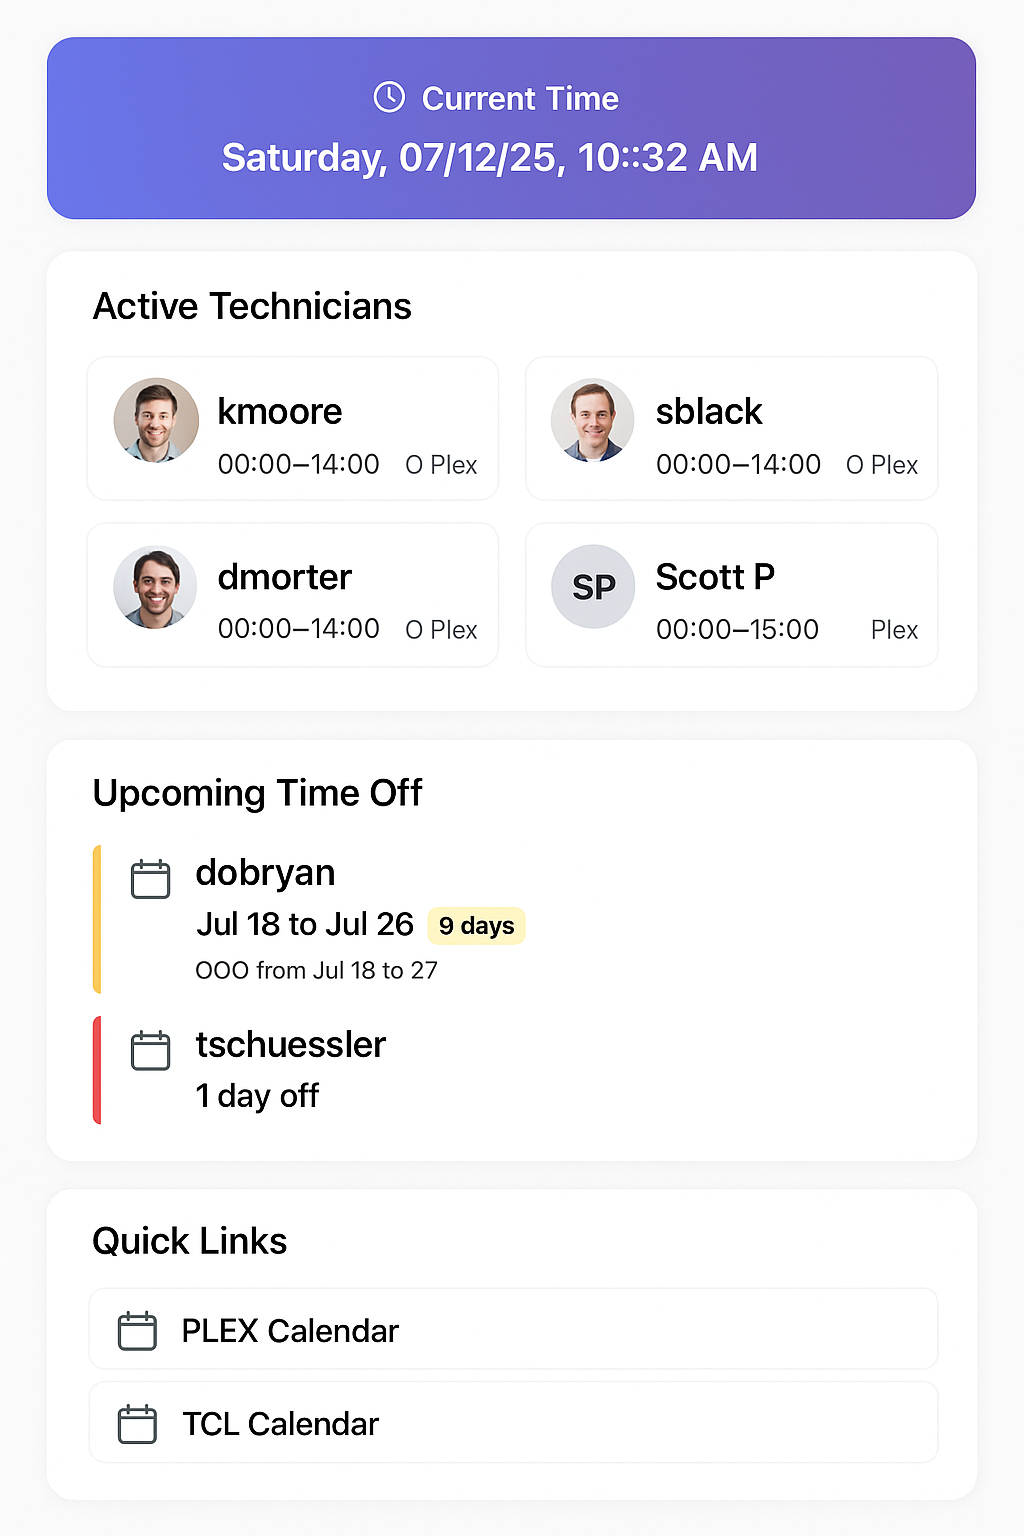 Current Time
Saturday, 07/12/25, 10::32 AM
Active Technicians
kmoore
00:00–14:00 O Plex
sblack
00:00–14:00 O Plex
dmorter
00:00–14:00 O Plex
SP
Scott P
00:00–15:00 Plex
Upcoming Time Off
dobryan
Jul 18 to Jul 26 9 days
OOO from Jul 18 to 27
tschuessler
1 day off
Quick Links
PLEX Calendar
TCL Calendar